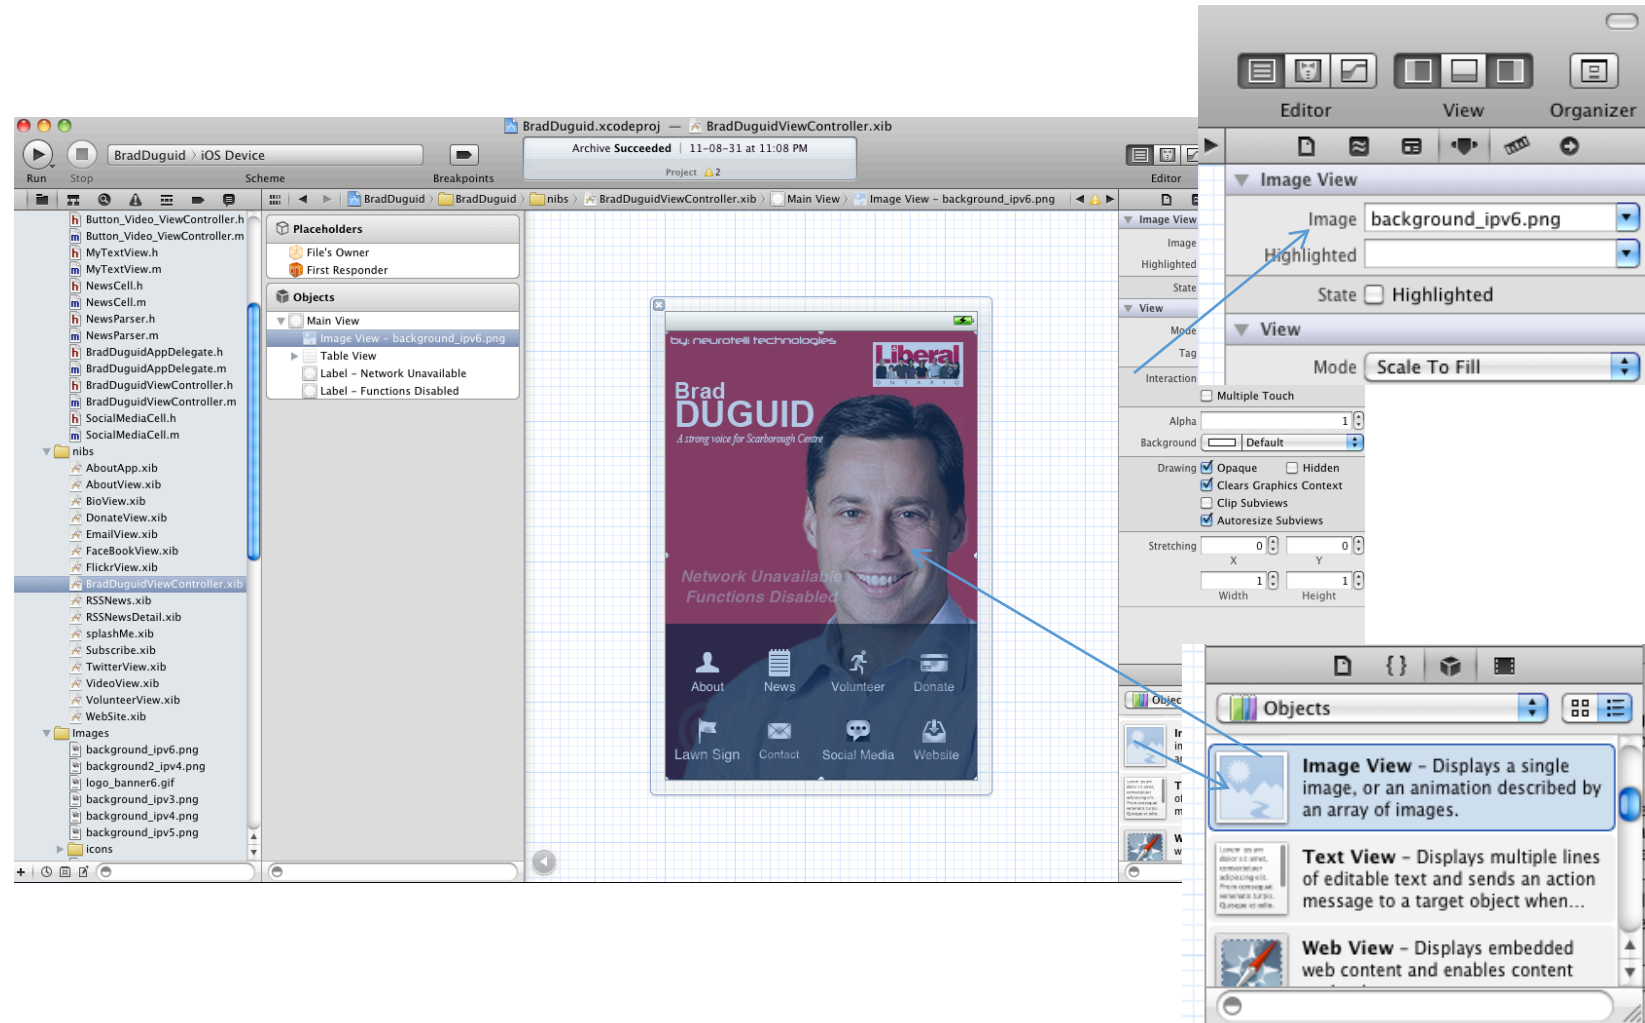 BradDuguid.xcodeproj — BradDuguidViewController.xib
BradDuguid › iOS Device
Archive Succeeded | 11-08-31 at 11:08 PM
Project 2
Run
Stop
Scheme
Breakpoints
Editor
BradDuguid › BradDuguid › nibs › BradDuguidViewController.xib › Main View › Image View – background_ipv6.png
Button_Video_ViewController.h
Button_Video_ViewController.m
MyTextView.h
MyTextView.m
NewsCell.h
NewsCell.m
NewsParser.h
NewsParser.m
BradDuguidAppDelegate.h
BradDuguidAppDelegate.m
BradDuguidViewController.h
BradDuguidViewController.m
SocialMediaCell.h
SocialMediaCell.m
nibs
AboutApp.xib
AboutView.xib
BioView.xib
DonateView.xib
EmailView.xib
FaceBookView.xib
FlickrView.xib
BradDuguidViewController.xib
RSSNews.xib
RSSNewsDetail.xib
splashMe.xib
Subscribe.xib
TwitterView.xib
VideoView.xib
VolunteerView.xib
WebSite.xib
Images
background_ipv6.png
background2_ipv4.png
logo_banner6.gif
background_ipv3.png
background_ipv4.png
background_ipv5.png
icons
Placeholders
File's Owner
First Responder
Objects
Main View
Image View – background_ipv6.png
Table View
Label – Network Unavailable
Label – Functions Disabled
by: neurotell technologies
Liberal
ONTARIO
Brad
DUGUID
A strong voice for Scarborough Centre
Network Unavailable
Functions Disabled
About
News
Volunteer
Donate
Lawn Sign
Contact
Social Media
Website
Image View
Image
Highlighted
State
View
Mode
Tag
Interaction
Multiple Touch
Alpha 1
Background Default
Drawing Opaque Hidden
Clears Graphics Context
Clip Subviews
Autoresize Subviews
Stretching 0 0
X Y
1 1
Width Height
Objec
Editor View Organizer
Image View
Image background_ipv6.png
Highlighted
State Highlighted
View
Mode Scale To Fill
{ }
Objects
Image View – Displays a single
image, or an animation described by
an array of images.
Text View – Displays multiple lines
of editable text and sends an action
message to a target object when...
Web View – Displays embedded
web content and enables content